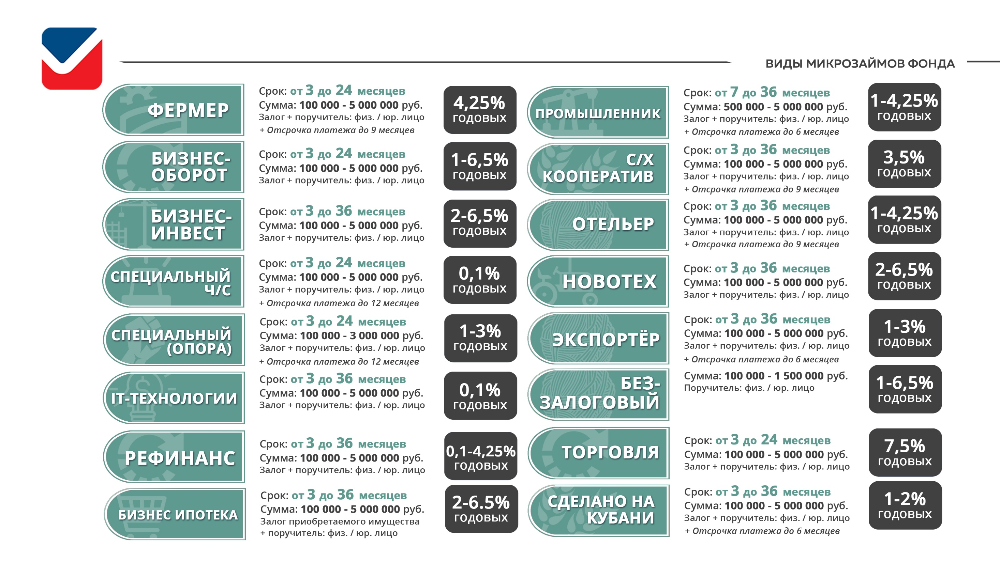 ВИДЫ МИКРОЗАЙМОВ ФОНДА
ФЕРМЕР
Срок: от 3 до 24 месяцев
Сумма: 100 000 - 5 000 000 руб.
Залог + поручитель: физ. / юр. лицо
+ Отсрочка платежа до 9 месяцев
4,25%
годовых
БИЗНЕС-
ОБОРОТ
Срок: от 3 до 24 месяцев
Сумма: 100 000 - 5 000 000 руб.
Залог + поручитель: физ. / юр. лицо
1-6,5%
годовых
БИЗНЕС-
ИНВЕСТ
Срок: от 3 до 36 месяцев
Сумма: 100 000 - 5 000 000 руб.
Залог + поручитель: физ. / юр. лицо
2-6,5%
годовых
СПЕЦИАЛЬНЫЙ
Ч/С
Срок: от 3 до 24 месяцев
Сумма: 100 000 - 5 000 000 руб.
Залог + поручитель: физ. / юр. лицо
+ Отсрочка платежа до 12 месяцев
0,1%
годовых
СПЕЦИАЛЬНЫЙ
(ОПОРА)
Срок: от 3 до 24 месяцев
Сумма: 100 000 - 3 000 000 руб.
Залог + поручитель: физ. / юр. лицо
+ Отсрочка платежа до 12 месяцев
1-3%
годовых
IT-ТЕХНОЛОГИИ
Срок: от 3 до 36 месяцев
Сумма: 100 000 - 5 000 000 руб.
Залог + поручитель: физ. / юр. лицо
0,1%
годовых
РЕФИНАНС
Срок: от 3 до 36 месяцев
Сумма: 100 000 - 5 000 000 руб.
Залог + поручитель: физ. / юр. лицо
0,1-4,25%
годовых
БИЗНЕС ИПОТЕКА
Срок: от 3 до 36 месяцев
Сумма: 100 000 - 5 000 000 руб.
Залог приобретаемого имущества
+ поручитель: физ. / юр. лицо
2-6.5%
годовых
ПРОМЫШЛЕННИК
Срок: от 7 до 36 месяцев
Сумма: 500 000 - 5 000 000 руб.
Залог + поручитель: физ. / юр. лицо
+ Отсрочка платежа до 6 месяцев
1-4,25%
годовых
С/Х
КООПЕРАТИВ
Срок: от 3 до 36 месяцев
Сумма: 100 000 - 5 000 000 руб.
Залог + поручитель: физ. / юр. лицо
+ Отсрочка платежа до 9 месяцев
3,5%
годовых
ОТЕЛЬЕР
Срок: от 3 до 36 месяцев
Сумма: 100 000 - 5 000 000 руб.
Залог + поручитель: физ. / юр. лицо
+ Отсрочка платежа до 9 месяцев
1-4,25%
годовых
НОВОТЕХ
Срок: от 3 до 36 месяцев
Сумма: 100 000 - 5 000 000 руб.
Залог + поручитель: физ. / юр. лицо
2-6,5%
годовых
ЭКСПОРТЁР
Срок: от 3 до 36 месяцев
Сумма: 100 000 - 5 000 000 руб.
Залог + поручитель: физ. / юр. лицо
+ Отсрочка платежа до 6 месяцев
1-3%
годовых
БЕЗ-
ЗАЛОГОВЫЙ
Сумма: 100 000 - 1 500 000 руб.
Поручитель: физ. / юр. лицо
1-6,5%
годовых
ТОРГОВЛЯ
Срок: от 3 до 24 месяцев
Сумма: 100 000 - 5 000 000 руб.
Залог + поручитель: физ. / юр. лицо
7,5%
годовых
СДЕЛАНО НА
КУБАНИ
Срок: от 3 до 36 месяцев
Сумма: 100 000 - 5 000 000 руб.
Залог + поручитель: физ. / юр. лицо
+ Отсрочка платежа до 6 месяцев
1-2%
годовых